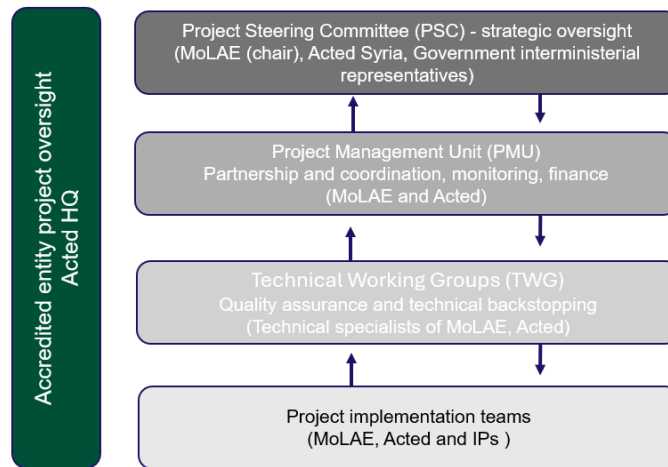 Accredited entity project oversight
Acted HQ
Project Steering Committee (PSC) - strategic oversight
(MoLAE (chair), Acted Syria, Government interministerial
representatives)
Project Management Unit (PMU)
Partnership and coordination, monitoring, finance
(MoLAE and Acted)
Technical Working Groups (TWG)
Quality assurance and technical backstopping
(Technical specialists of MoLAE, Acted)
Project implementation teams
(MoLAE, Acted and IPs )